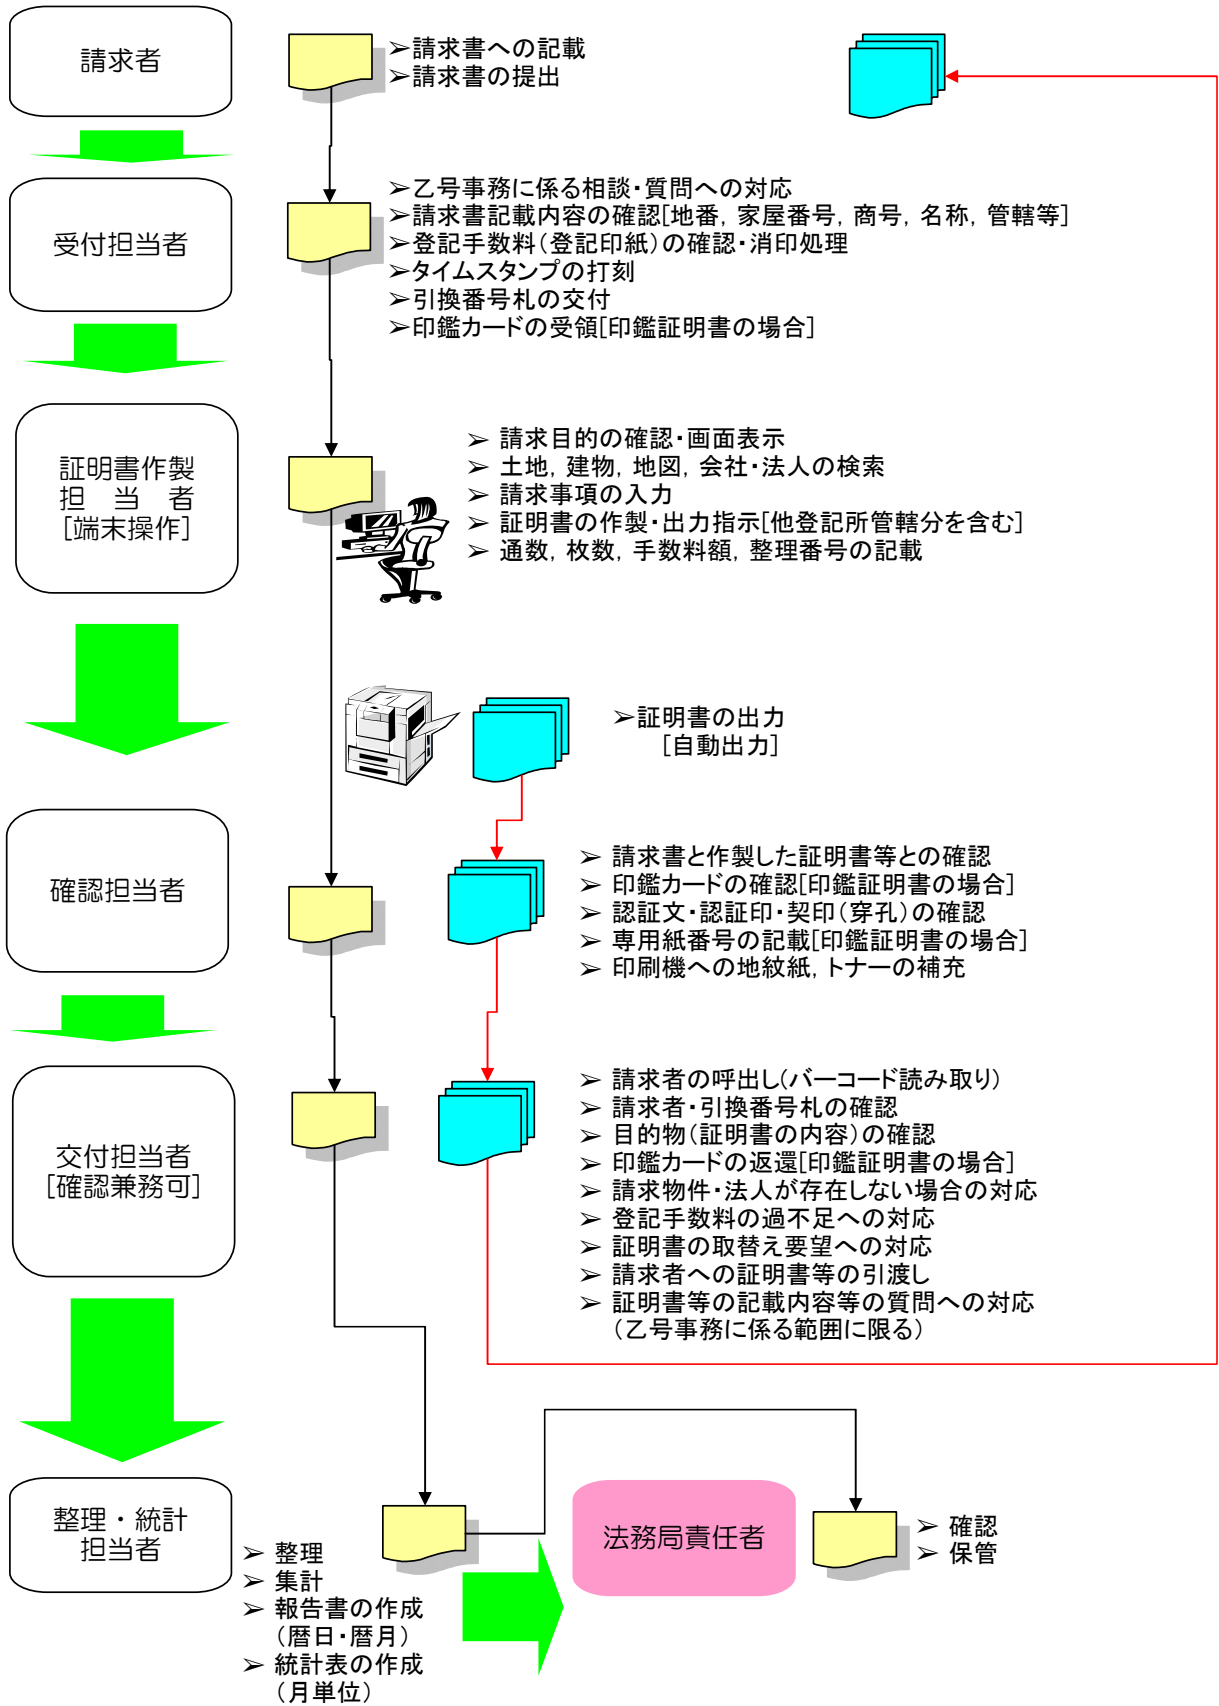 請求者
➢請求書への記載
➢請求書の提出
受付担当者
➢乙号事務に係る相談・質問への対応
➢請求書記載内容の確認[地番，家屋番号，商号，名称，管轄等]
➢登記手数料（登記印紙）の確認・消印処理
➢タイムスタンプの打刻
➢引換番号札の交付
➢印鑑カードの受領[印鑑証明書の場合]
証明書作製
担　当　者
[端末操作]
➢ 請求目的の確認・画面表示
➢ 土地，建物，地図，会社・法人の検索
➢ 請求事項の入力
➢ 証明書の作製・出力指示[他登記所管轄分を含む]
➢ 通数，枚数，手数料額，整理番号の記載
➢証明書の出力
[自動出力]
確認担当者
➢ 請求書と作製した証明書等との確認
➢ 印鑑カードの確認[印鑑証明書の場合]
➢ 認証文・認証印・契印（穿孔）の確認
➢ 専用紙番号の記載[印鑑証明書の場合]
➢ 印刷機への地紋紙，トナーの補充
交付担当者
[確認兼務可]
➢ 請求者の呼出し（バーコード読み取り）
➢ 請求者・引換番号札の確認
➢ 目的物（証明書の内容）の確認
➢ 印鑑カードの返還[印鑑証明書の場合]
➢ 請求物件・法人が存在しない場合の対応
➢ 登記手数料の過不足への対応
➢ 証明書の取替え要望への対応
➢ 請求者への証明書等の引渡し
➢ 証明書等の記載内容等の質問への対応
（乙号事務に係る範囲に限る）
整理・統計
担当者
➢ 整理
➢ 集計
➢ 報告書の作成
（暦日・暦月）
➢ 統計表の作成
（月単位）
法務局責任者
➢ 確認
➢ 保管